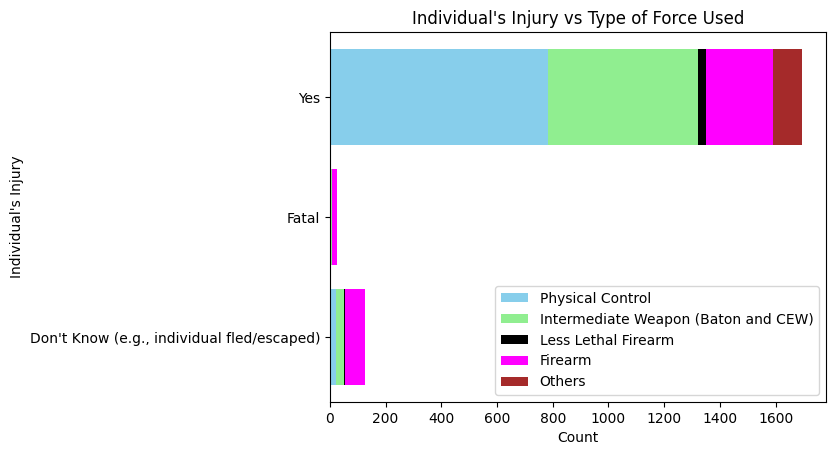 Individual's Injury vs Type of Force Used
Individual's Injury
Yes
Fatal
Don't Know (e.g., individual fled/escaped)
Physical Control
Intermediate Weapon (Baton and CEW)
Less Lethal Firearm
Firearm
Others
0 200 400 600 800 1000 1200 1400 1600
Count